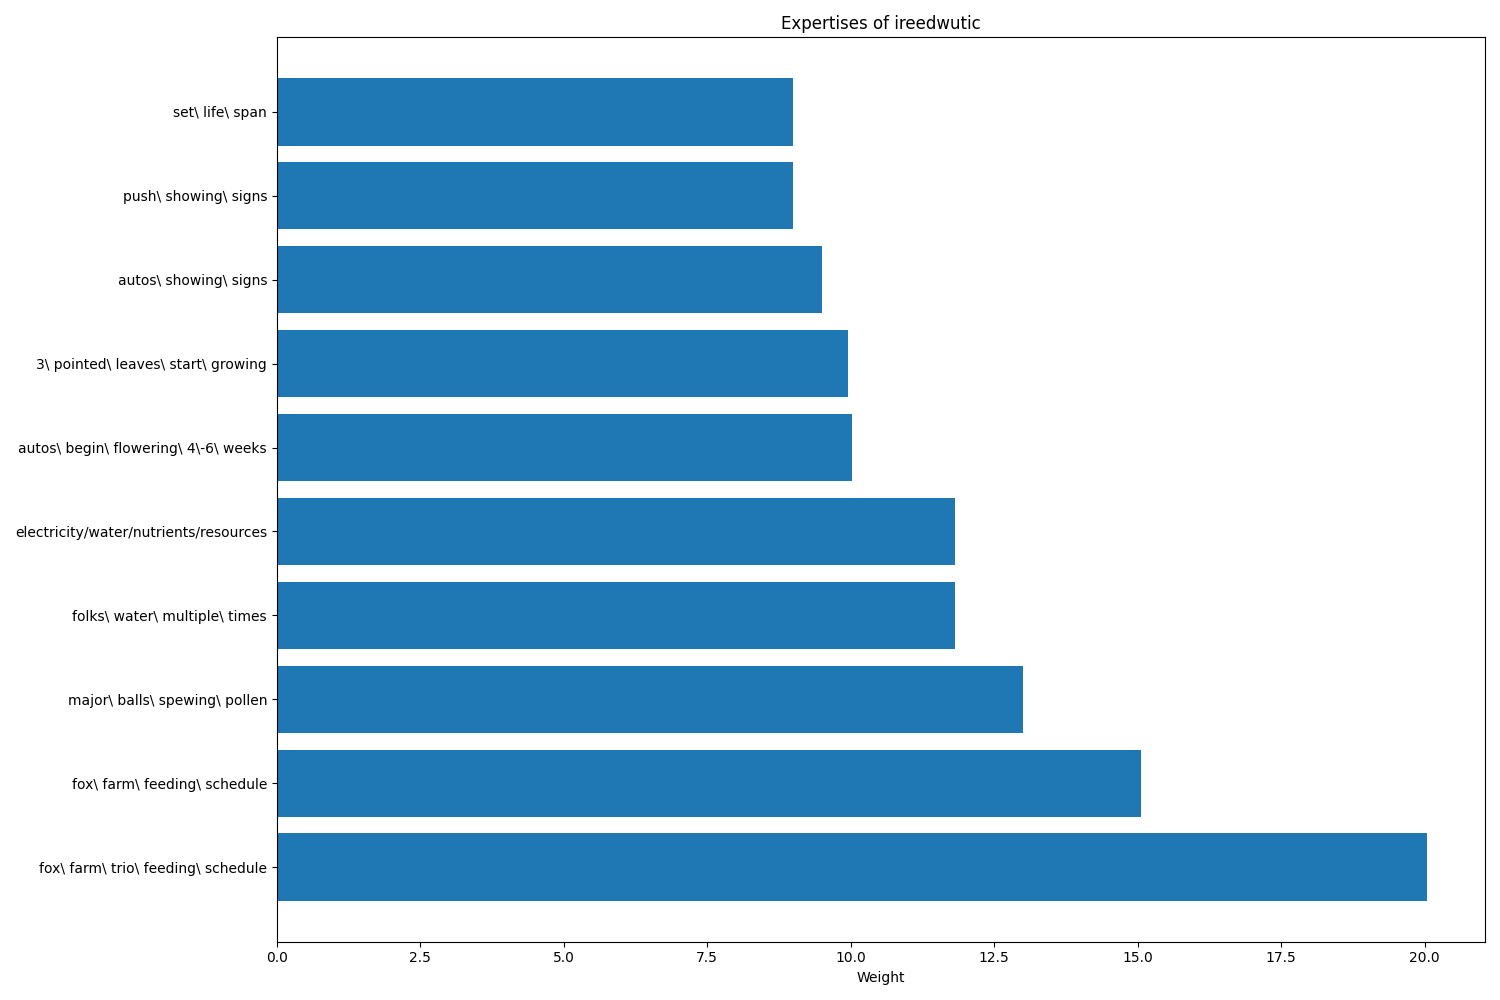 Expertises of ireedwutic
set\ life\ span
push\ showing\ signs
autos\ showing\ signs
3\ pointed\ leaves\ start\ growing
autos\ begin\ flowering\ 4\-6\ weeks
electricity/water/nutrients/resources
folks\ water\ multiple\ times
major\ balls\ spewing\ pollen
fox\ farm\ feeding\ schedule
fox\ farm\ trio\ feeding\ schedule
0.0 2.5 5.0 7.5 10.0 12.5 15.0 17.5 20.0
Weight